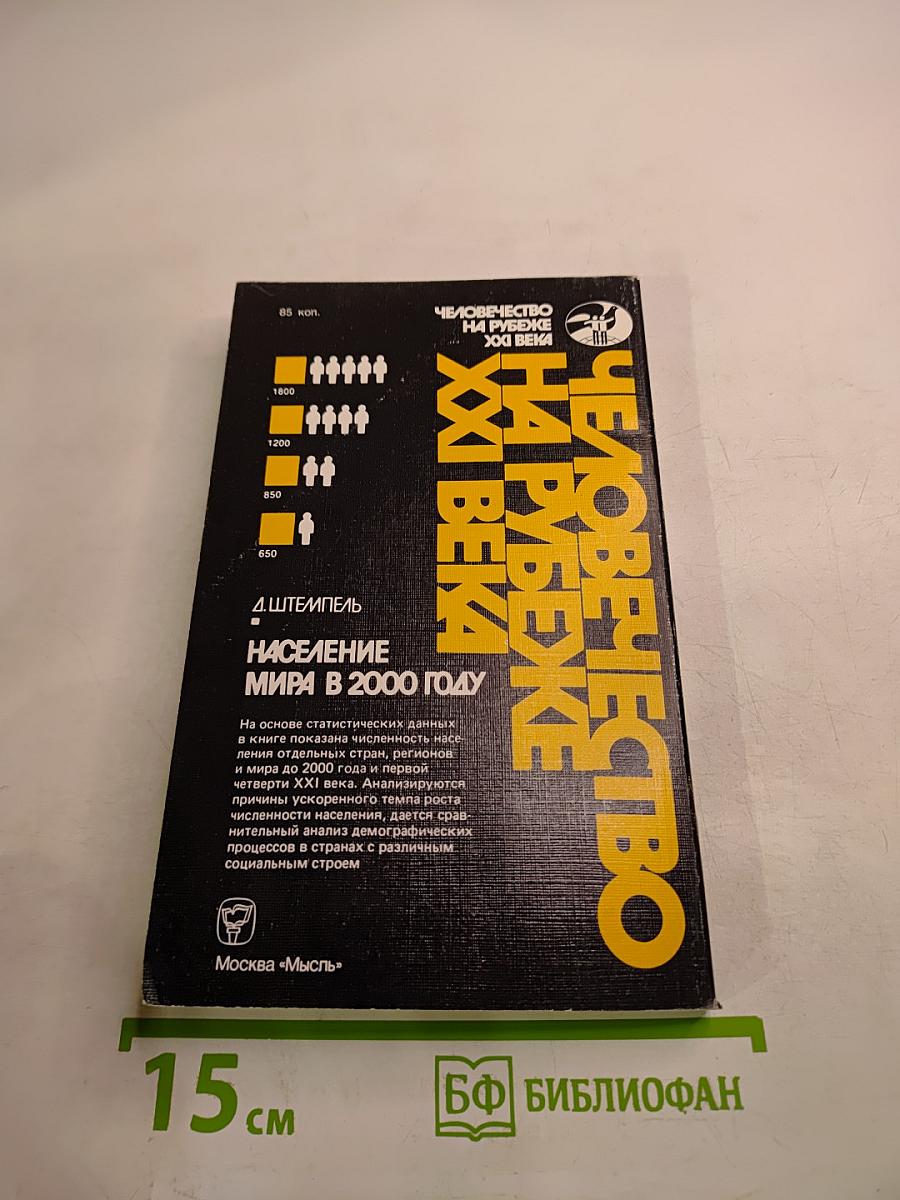 85 коп.
ЧЕЛОВЕЧЕСТВО
НА РУБЕЖЕ
XXI ВЕКА
ЧЕЛОВЕЧЕСТВО
НА РУБЕЖЕ
XXI ВЕКА
1800
1200
850
650
Д. ШТЕМПЕЛЬ
НАСЕЛЕНИЕ
МИРА В 2000 ГОДУ
На основе статистических данных
в книге показана численность насе-
ления отдельных стран, регионов
и мира до 2000 года и первой
четверти XXI века. Анализируются
причины ускоренного темпа роста
численности населения, дается срав-
нительный анализ демографических
процессов в странах с различным
социальным строем
Москва «Мысль»
15 см
БФ БИБЛИОФАН